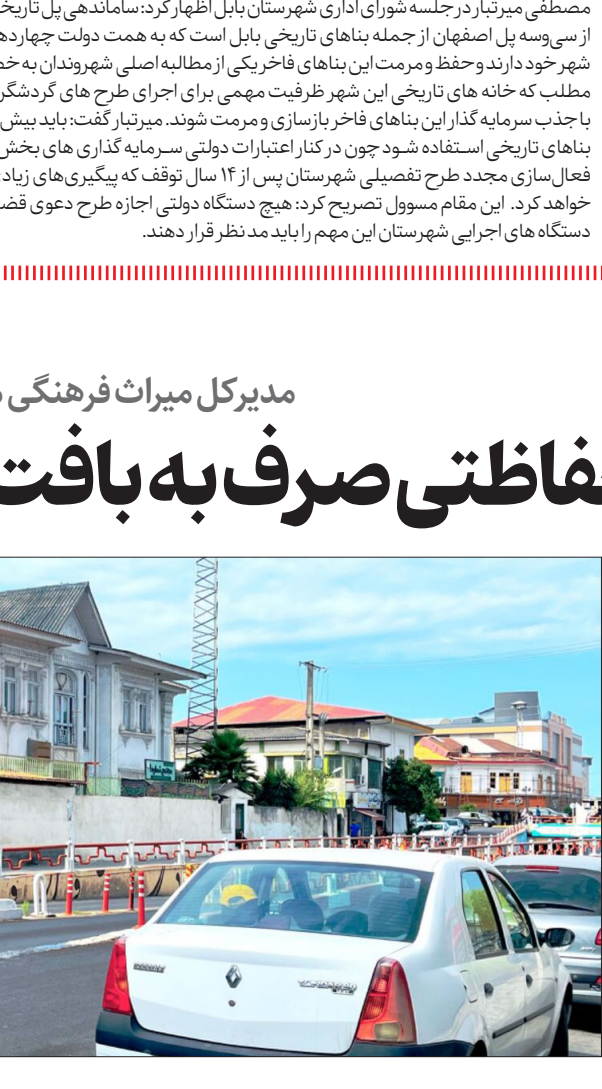 مصطفی میرتبار در جلسه شورای اداری شهرستان بابل اظهار کرد: ساماندهی پل تاریخ
از سی‌وسه پل اصفهان از جمله بناهای تاریخی بابل است که به همت دولت چهارده
شهر خود دارند و حفظ و مرمت این بناهای فاخر یکی از مطالبه اصلی شهروندان به خص
مطلب که خانه های تاریخی این شهر ظرفیت مهمی برای اجرای طرح های گردشگر
با جذب سرمایه گذار این بناهای فاخر بازسازی و مرمت شوند. میرتبار گفت: باید بیش
بناهای تاریخی استفاده شود چون در کنار اعتبارات دولتی سرمایه گذاری های بخش
فعال‌سازی مجدد طرح تفصیلی شهرستان پس از ۱۴ سال توقف که پیگیری‌های زیاد
خواهد کرد. این مقام مسوول تصریح کرد: هیچ دستگاه دولتی اجازه طرح دعوی قضـ
دستگاه های اجرایی شهرستان این مهم را باید مد نظر قرار دهند.
مدیرکل میراث فرهنگی
فاظتی صرف به بافت